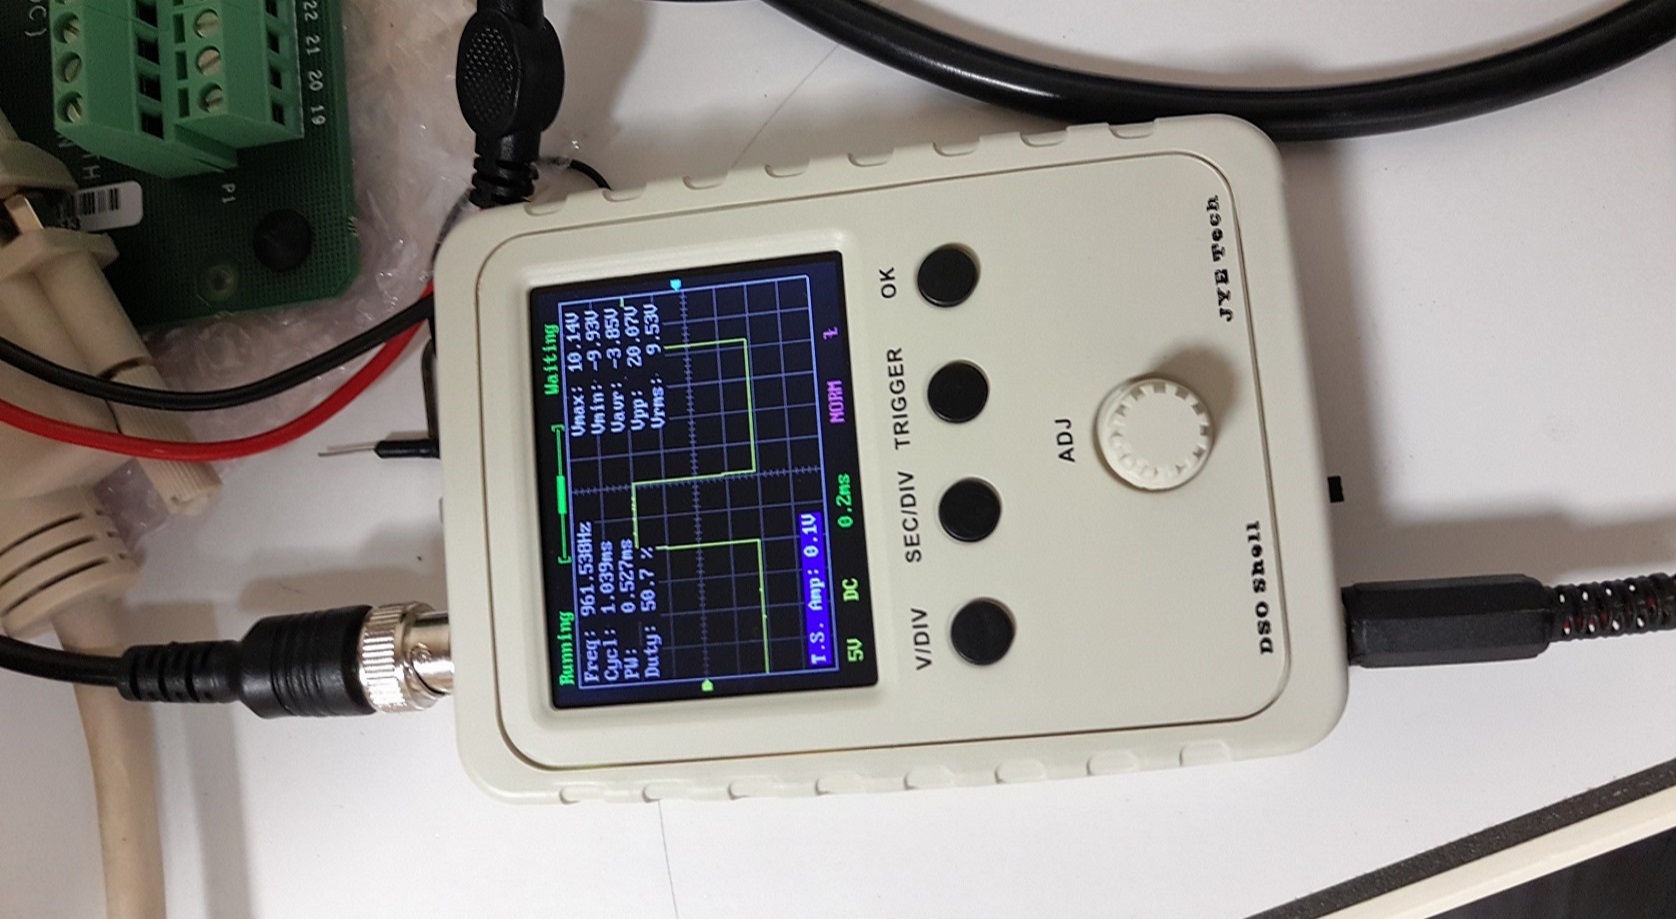 Running
Waiting
Freq: 961.538Hz
Cycl: 1.039ms
PW: 0.527ms
Duty: 50.7 %
Vmax: 10.14V
Vmin: -9.93V
Vavr: -3.85V
Vpp: 20.07V
Vrms: 9.53V
T.S. Amp: 0.1V
5V DC 0.2ms NORM
V/DIV
SEC/DIV
TRIGGER
OK
ADJ
DSO Shell
JYE Tech
22 21 20 19
P1